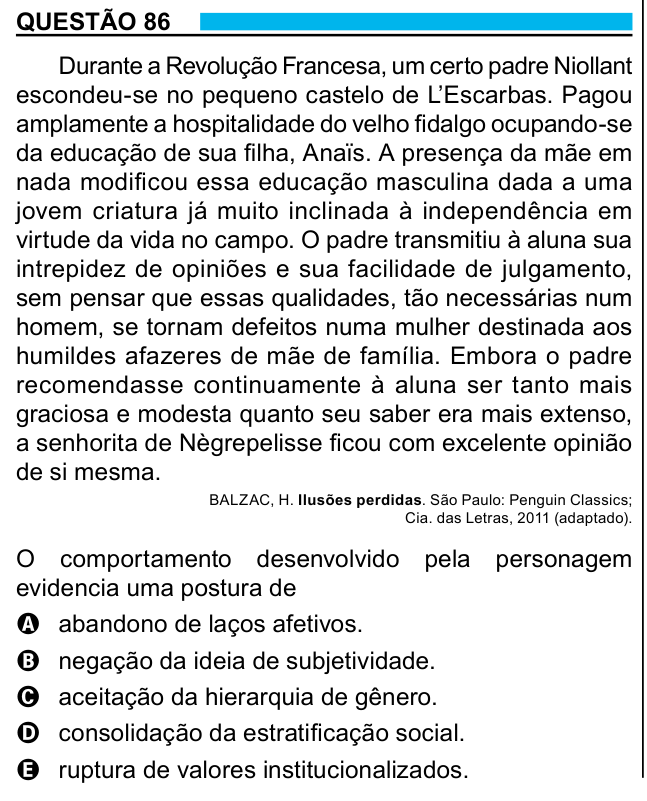 QUESTÃO 86
Durante a Revolução Francesa, um certo padre Niollant
escondeu-se no pequeno castelo de L’Escarbas. Pagou
amplamente a hospitalidade do velho fidalgo ocupando-se
da educação de sua filha, Anaïs. A presença da mãe em
nada modificou essa educação masculina dada a uma
jovem criatura já muito inclinada à independência em
virtude da vida no campo. O padre transmitiu à aluna sua
intrepidez de opiniões e sua facilidade de julgamento,
sem pensar que essas qualidades, tão necessárias num
homem, se tornam defeitos numa mulher destinada aos
humildes afazeres de mãe de família. Embora o padre
recomendasse continuamente à aluna ser tanto mais
graciosa e modesta quanto seu saber era mais extenso,
a senhorita de Nègrepelisse ficou com excelente opinião
de si mesma.
BALZAC, H. Ilusões perdidas. São Paulo: Penguin Classics;
Cia. das Letras, 2011 (adaptado).
O comportamento desenvolvido pela personagem
evidencia uma postura de
A abandono de laços afetivos.
B negação da ideia de subjetividade.
C aceitação da hierarquia de gênero.
D consolidação da estratificação social.
E ruptura de valores institucionalizados.